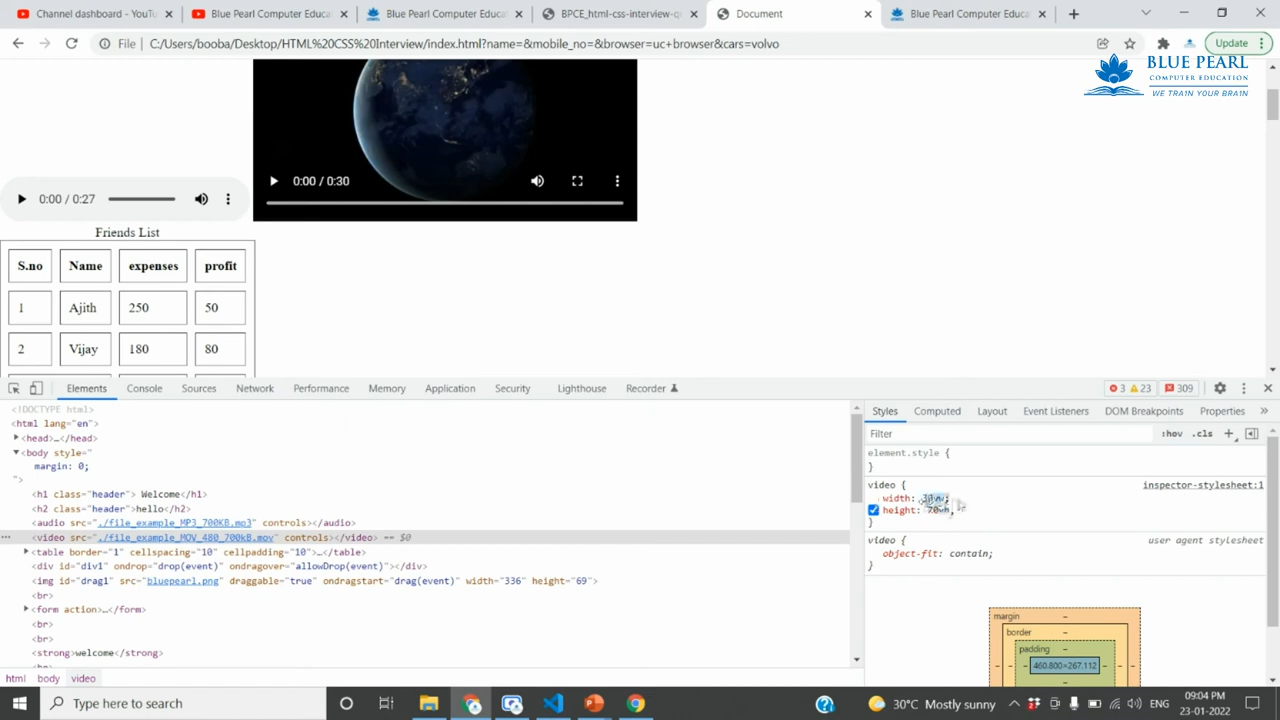 Channel dashboard - YouTu
Blue Pearl Computer Educa
Blue Pearl Computer Educat
BPCE_html-css-interview-q
Document
Blue Pearl Computer Educat
File
C:/Users/booba/Desktop/HTML%20CSS%20Interview/index.html?name=&mobile_no=&browser=uc+browser&cars=volvo
Update
BLUE PEARL
COMPUTER EDUCATION
WE TRAIN YOUR BRAIN
0:00 / 0:30
0:00 / 0:27
Friends List
S.no Name expenses profit
1 Ajith 250 50
2 Vijay 180 80
Elements Console Sources Network Performance Memory Application Security Lighthouse Recorder
3 23 309
<!DOCTYPE html>
<html lang="en">
<head>…</head>
<body style="
margin: 0;
">
<h1 class="header"> Welcome</h1>
<h2 class="header">hello</h2>
<audio src="./file_example_MP3_700KB.mp3" controls></audio>
<video src="./file_example_MOV_480_700kB.mov" controls></video> == $0
<table border="1" cellspacing="10" cellpadding="10">…</table>
<div id="div1" ondrop="drop(event)" ondragover="allowDrop(event)"></div>
<img id="drag1" src="bluepearl.png" draggable="true" ondragstart="drag(event)" width="336" height="69">
<br>
<form action>…</form>
<br>
<br>
<strong>welcome</strong>
html body video
Styles Computed Layout Event Listeners DOM Breakpoints Properties
Filter
:hov .cls
element.style {
}
video {
inspector-stylesheet:1
width:
height:
}
video {
user agent stylesheet
object-fit: contain;
}
margin
-
border
-
padding
-
460.800×267.112
Type here to search
30°C Mostly sunny
ENG
09:04 PM
23-01-2022